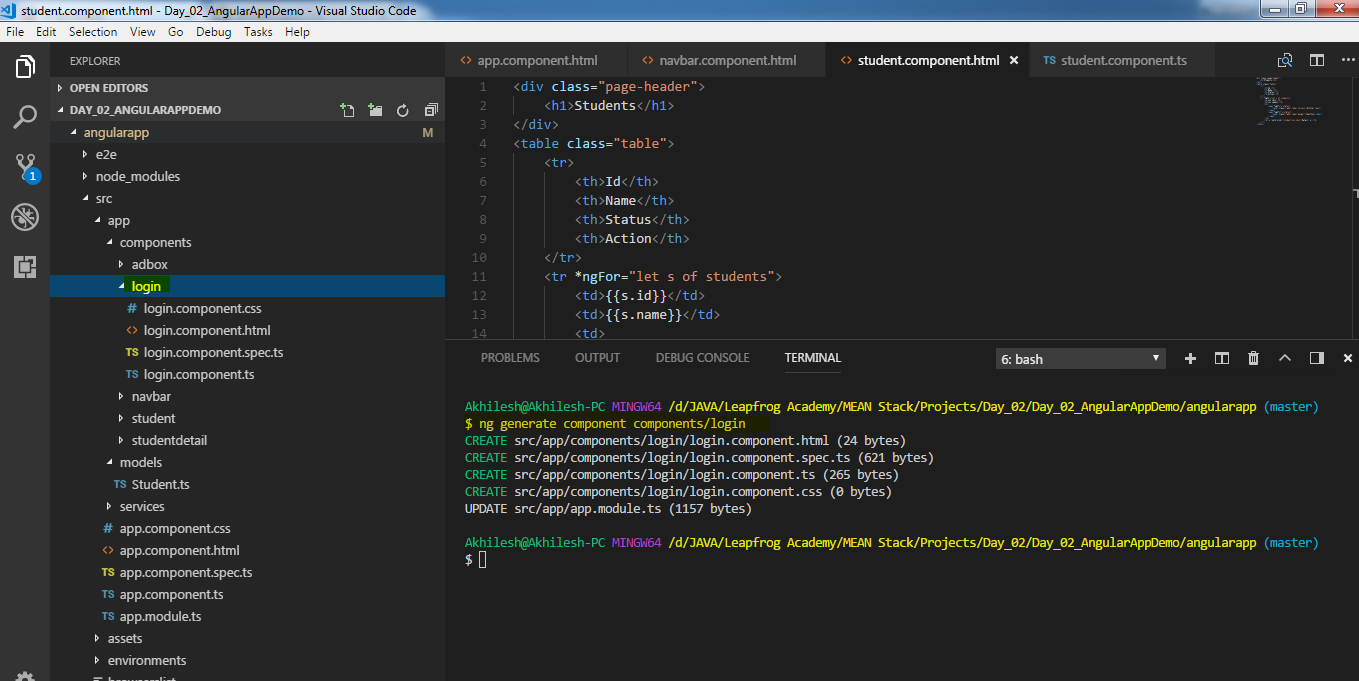 student.component.html - Day_02_AngularAppDemo - Visual Studio Code
File Edit Selection View Go Debug Tasks Help
EXPLORER
OPEN EDITORS
DAY_02_ANGULARAPPDEMO
angularapp M
e2e
node_modules
src
app
components
adbox
login
# login.component.css
<> login.component.html
TS login.component.spec.ts
TS login.component.ts
navbar
student
studentdetail
models
TS Student.ts
services
# app.component.css
<> app.component.html
TS app.component.spec.ts
TS app.component.ts
TS app.module.ts
assets
environments
1
<> app.component.html <> navbar.component.html <> student.component.html TS student.component.ts
1 <div class="page-header">
2 <h1>Students</h1>
3 </div>
4 <table class="table">
5 <tr>
6 <th>Id</th>
7 <th>Name</th>
8 <th>Status</th>
9 <th>Action</th>
10 </tr>
11 <tr *ngFor="let s of students">
12 <td>{{s.id}}</td>
13 <td>{{s.name}}</td>
14 <td>
PROBLEMS OUTPUT DEBUG CONSOLE TERMINAL 6: bash
Akhilesh@Akhilesh-PC MINGW64 /d/JAVA/Leapfrog Academy/MEAN Stack/Projects/Day_02/Day_02_AngularAppDemo/angularapp (master)
$ ng generate component components/login
CREATE src/app/components/login/login.component.html (24 bytes)
CREATE src/app/components/login/login.component.spec.ts (621 bytes)
CREATE src/app/components/login/login.component.ts (265 bytes)
CREATE src/app/components/login/login.component.css (0 bytes)
UPDATE src/app/app.module.ts (1157 bytes)
Akhilesh@Akhilesh-PC MINGW64 /d/JAVA/Leapfrog Academy/MEAN Stack/Projects/Day_02/Day_02_AngularAppDemo/angularapp (master)
$